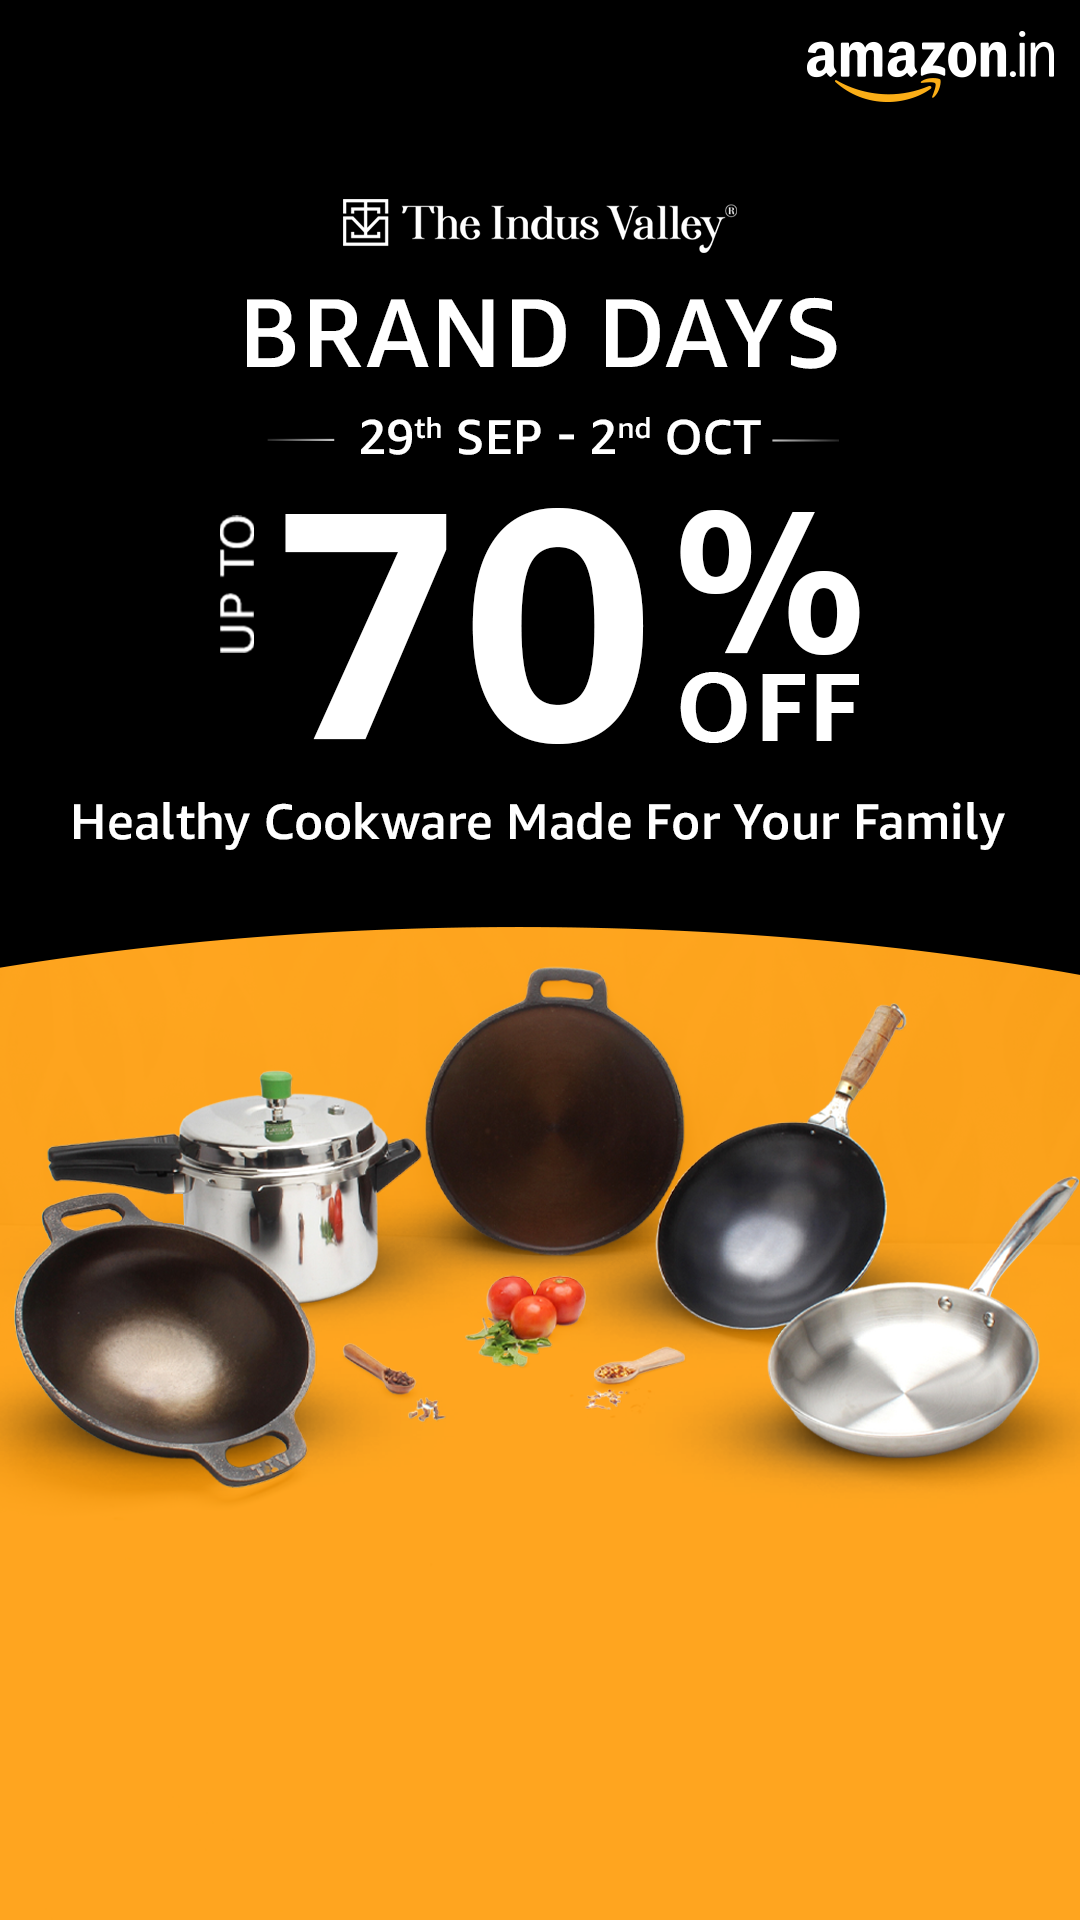 amazon.in
The Indus Valley®
BRAND DAYS
29th SEP - 2nd OCT
UP TO
70%
OFF
Healthy Cookware Made For Your Family
TIV